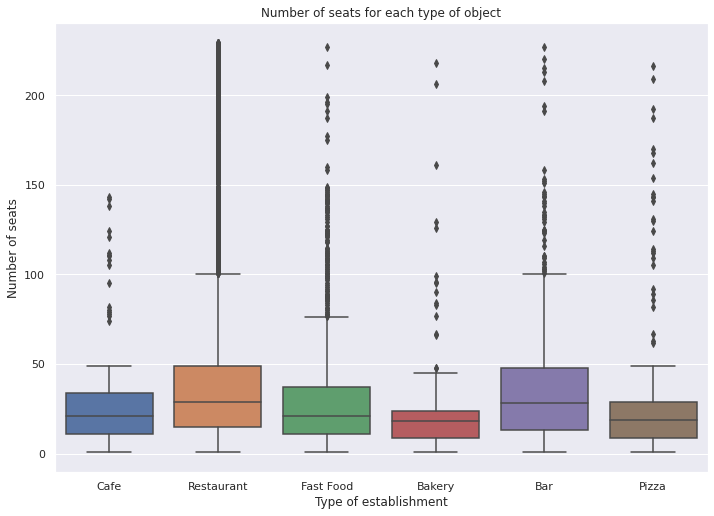 Number of seats for each type of object
Number of seats
200
150
100
50
0
Cafe Restaurant Fast Food Bakery Bar Pizza
Type of establishment